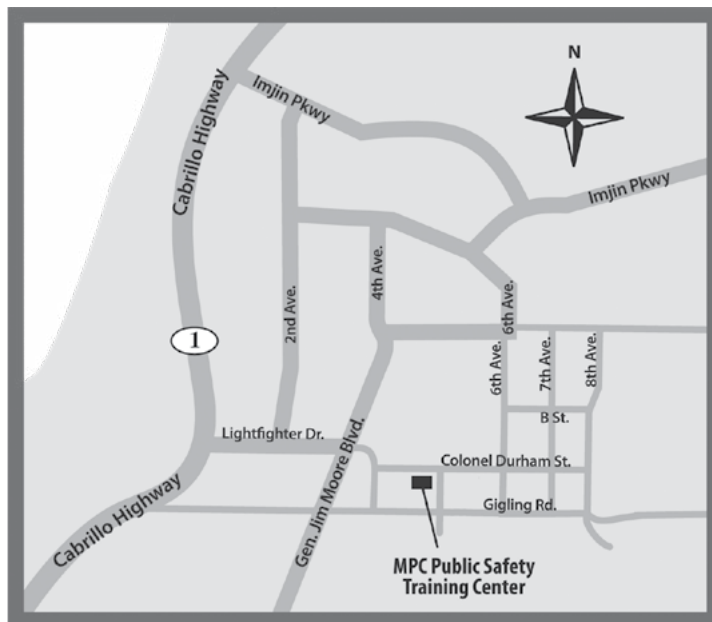 N
Cabrillo Highway
Imjin Pkwy
Imjin Pkwy
4th Ave.
6th Ave.
2nd Ave.
1
6th Ave.
7th Ave.
8th Ave.
B St.
Lightfighter Dr.
Gen. Jim Moore Blvd.
Colonel Durham St.
Cabrillo Highway
Gigling Rd.
MPC Public Safety
Training Center